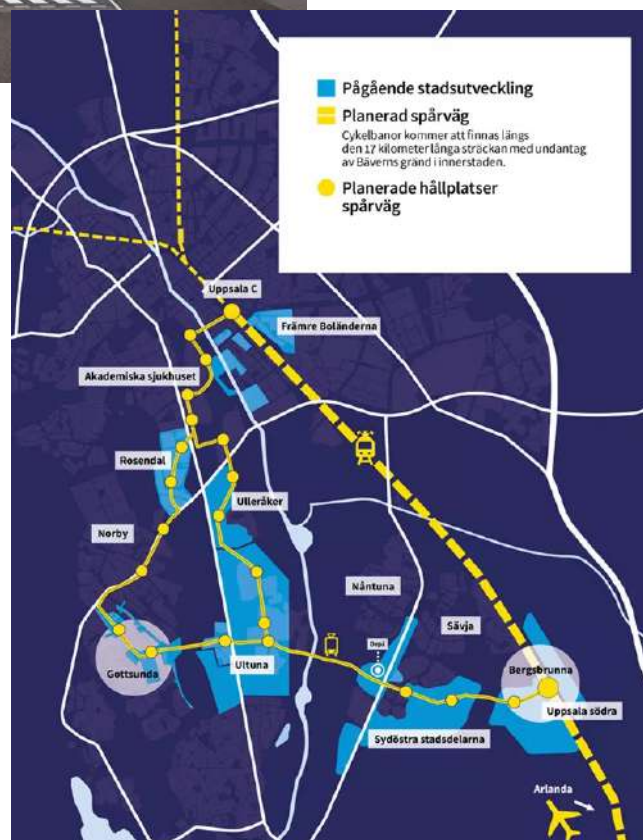 Pågående stadsutveckling
Planerad spårväg
Cykelbanor kommer att finnas längs
den 17 kilometer långa sträckan med undantag
av Bäverns gränd i innerstaden.
Planerade hållplatser
spårväg
Uppsala C
Främre Boländerna
Akademiska sjukhuset
Rosendal
Ulleråker
Norby
Nåntuna
Sävja
Depå
Bergsbrunna
Gottsunda
Ultuna
Uppsala södra
Sydöstra stadsdelarna
Arlanda